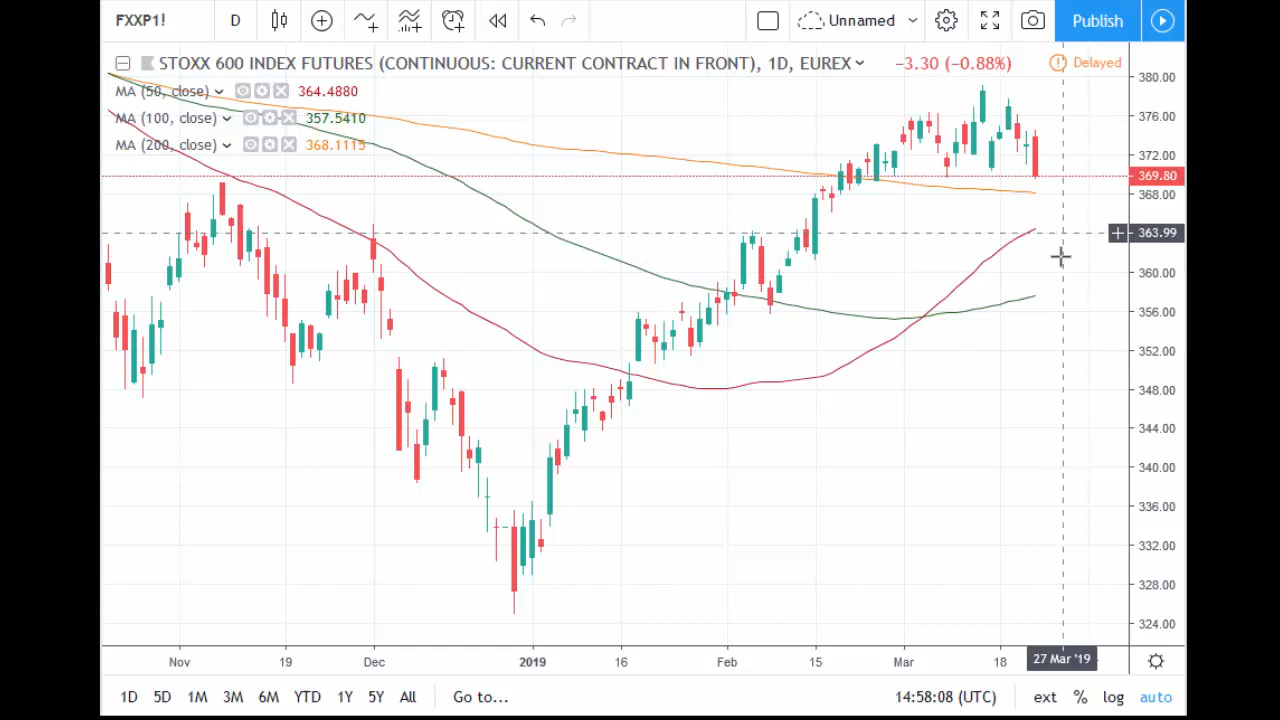 FXXP1! D Unnamed Publish
STOXX 600 INDEX FUTURES (CONTINUOUS: CURRENT CONTRACT IN FRONT), 1D, EUREX −3.30 (−0.88%) Delayed
MA (50, close) 364.4880
MA (100, close) 357.5410
MA (200, close) 368.1115
380.00
376.00
372.00
369.80
368.00
363.99
360.00
356.00
352.00
348.00
344.00
340.00
336.00
332.00
328.00
324.00
Nov 19 Dec 2019 16 Feb 15 Mar 18 27 Mar '19
1D 5D 1M 3M 6M YTD 1Y 5Y All Go to... 14:58:08 (UTC) ext % log auto